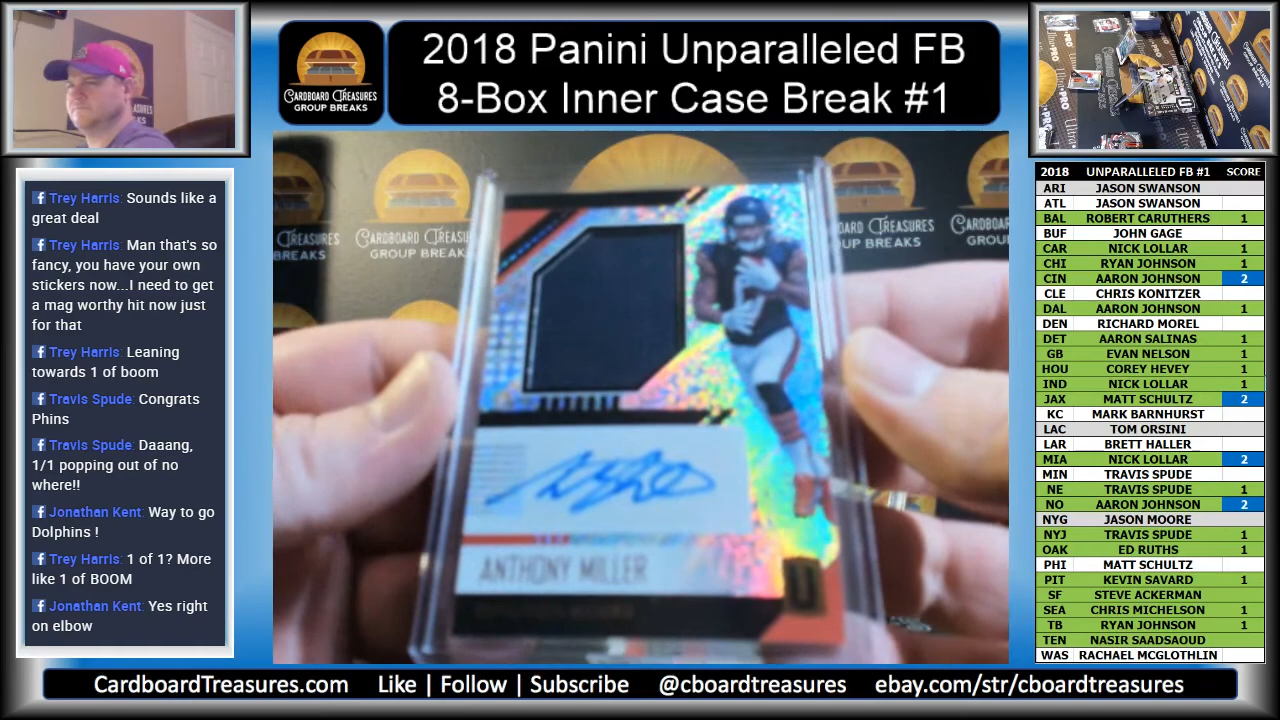 2018 Panini Unparalleled FB
8-Box Inner Case Break #1
CARDBOARD TREASURES
GROUP BREAKS
Trey Harris: Sounds like a
great deal
Trey Harris: Man that's so
fancy, you have your own
stickers now...I need to get
a mag worthy hit now just
for that
Trey Harris: Leaning
towards 1 of boom
Travis Spude: Congrats
Phins
Travis Spude: Daaang,
1/1 popping out of no
where!!
Jonathan Kent: Way to go
Dolphins !
Trey Harris: 1 of 1? More
like 1 of BOOM
Jonathan Kent: Yes right
on elbow
TREASURES
BREAKS
CARDBOARD TREASURES
GROUP BREAKS
CARDBOARD TREASURES
GROUP BREAKS
ANTHONY MILLER
2018 UNPARALLELED FB #1 SCORE
ARI JASON SWANSON
ATL JASON SWANSON
BAL ROBERT CARUTHERS 1
BUF JOHN GAGE
CAR NICK LOLLAR 1
CHI RYAN JOHNSON 1
CIN AARON JOHNSON 2
CLE CHRIS KONITZER
DAL AARON JOHNSON 1
DEN RICHARD MOREL
DET AARON SALINAS 1
GB EVAN NELSON 1
HOU COREY HEVEY 1
IND NICK LOLLAR 1
JAX MATT SCHULTZ 2
KC MARK BARNHURST
LAC TOM ORSINI
LAR BRETT HALLER
MIA NICK LOLLAR 2
MIN TRAVIS SPUDE
NE TRAVIS SPUDE 1
NO AARON JOHNSON 2
NYG JASON MOORE
NYJ TRAVIS SPUDE 1
OAK ED RUTHS 1
PHI MATT SCHULTZ
PIT KEVIN SAVARD 1
SF STEVE ACKERMAN
SEA CHRIS MICHELSON 1
TB RYAN JOHNSON 1
TEN NASIR SAADSAOUD
WAS RACHAEL MCGLOTHLIN
CardboardTreasures.com Like | Follow | Subscribe @cboardtreasures ebay.com/str/cboardtreasures